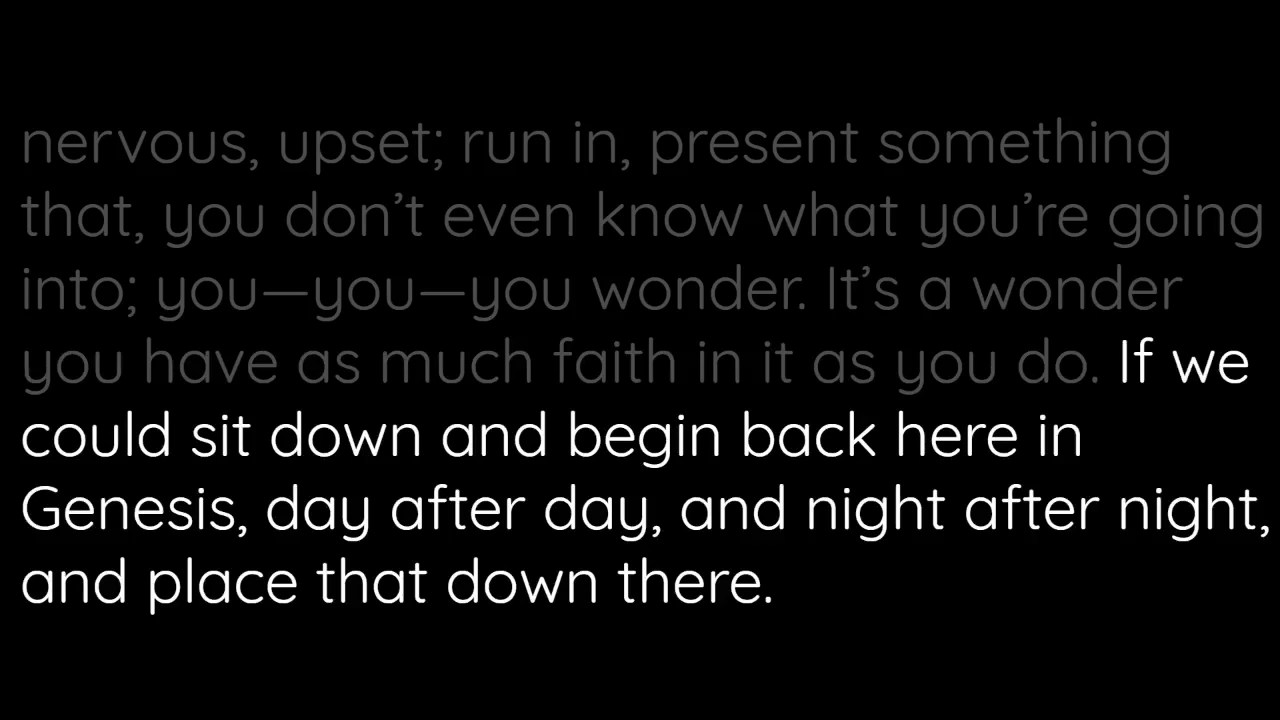 nervous, upset; run in, present something
that, you don’t even know what you’re going
into; you—you—you wonder. It’s a wonder
you have as much faith in it as you do. If we
could sit down and begin back here in
Genesis, day after day, and night after night,
and place that down there.